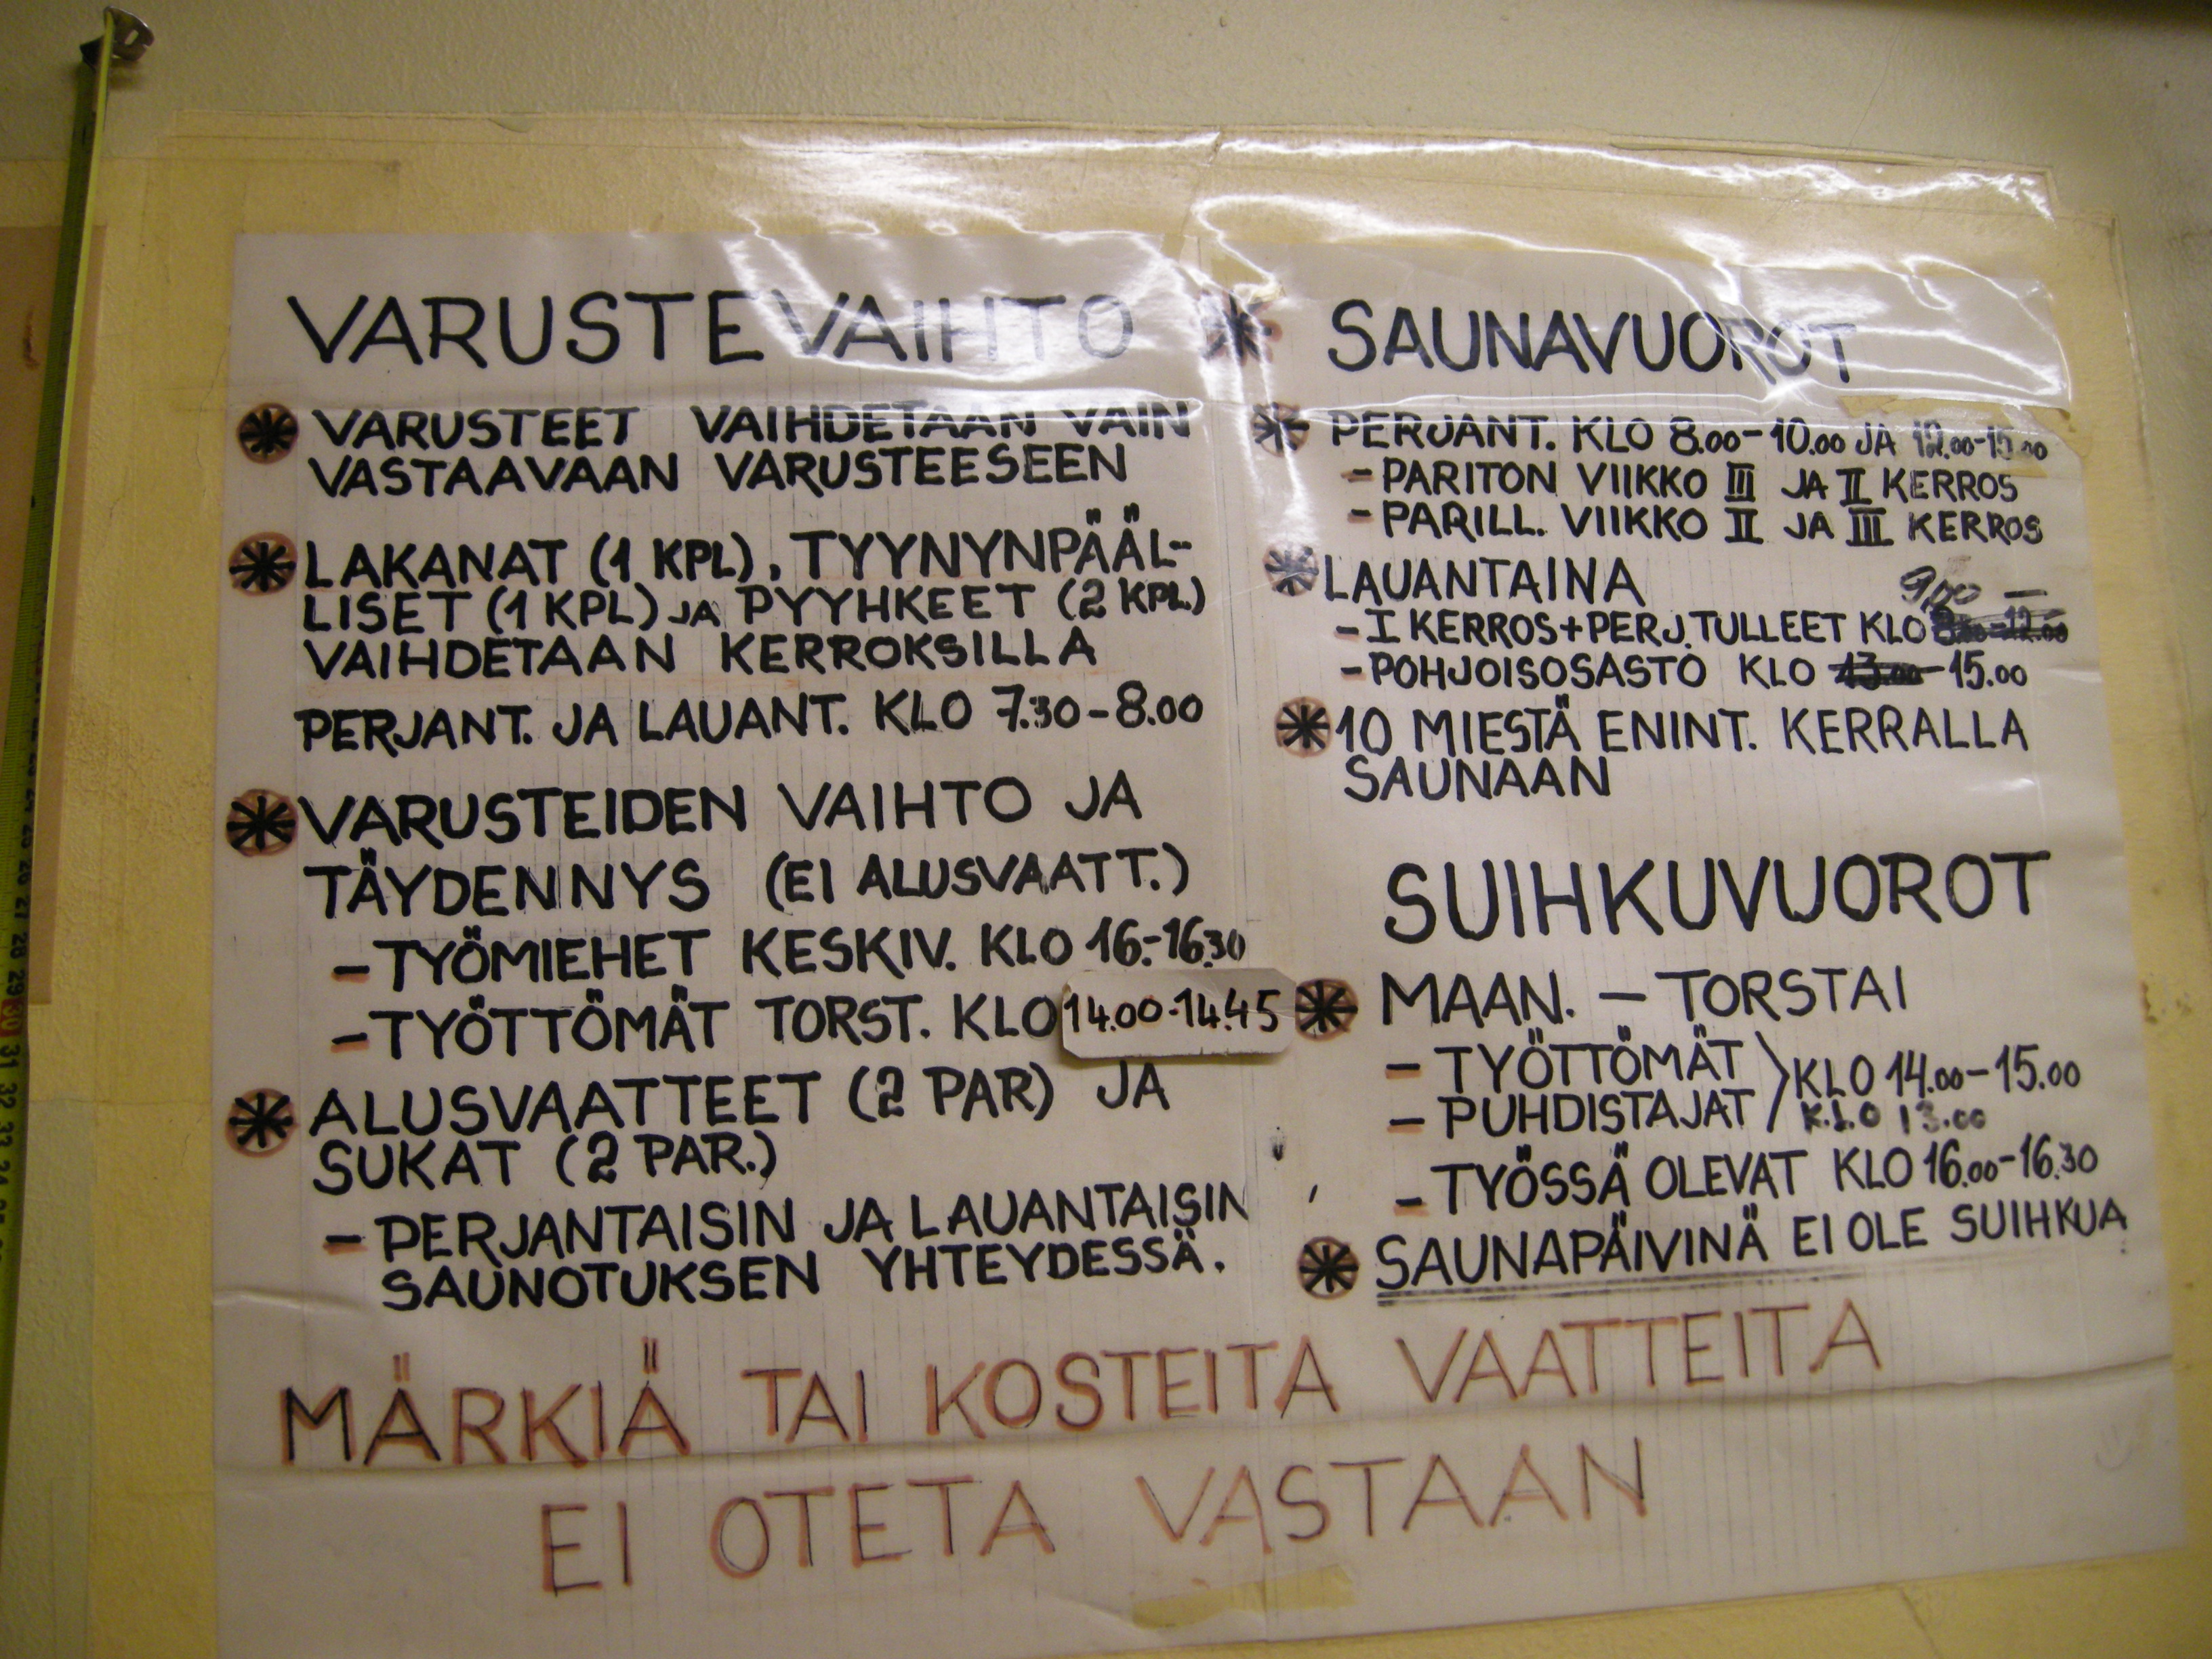 VARUSTEVAIHTO
VARUSTEET VAIHDETAAN VAIN
VASTAAVAAN VARUSTEESEEN
LAKANAT (1 KPL), TYYNYNPÄÄL-
LISET (1 KPL) JA PYYHKEET (2 KPL.)
VAIHDETAAN KERROKSILLA
PERJANT. JA LAUANT. KLO 7.30-8.00
VARUSTEIDEN VAIHTO JA
TÄYDENNYS (EI ALUSVAATT.)
-TYÖMIEHET KESKIV. KLO 16.-16.30
-TYÖTTÖMÄT TORST. KLO 14.00-14.45
ALUSVAATTEET (2 PAR) JA
SUKAT (2 PAR.)
- PERJANTAISIN JA LAUANTAISIN
SAUNOTUKSEN YHTEYDESSÄ.
SAUNAVUOROT
PERJANT. KLO 8.00-10.00 JA
-PARITON VIIKKO III JA II KERROS
-PARILL. VIIKKO II JA III KERROS
LAUANTAINA
9,00 —
-I KERROS+PERJ.TULLEET KLO
-POHJOISOSASTO KLO 13.00-15.00
10 MIESTÄ ENINT. KERRALLA
SAUNAAN
SUIHKUVUOROT
MAAN. - TORSTAI
- TYÖTTÖMÄT
- PUHDISTAJAT
KLO 14.00-15.00
KLO 13.00
-TYÖSSÄ OLEVAT KLO 16.00-16.30
SAUNAPÄIVINÄ EI OLE SUIHKUA
MÄRKIÄ TAI KOSTEITA VAATTEITA
EI OTETA VASTAAN